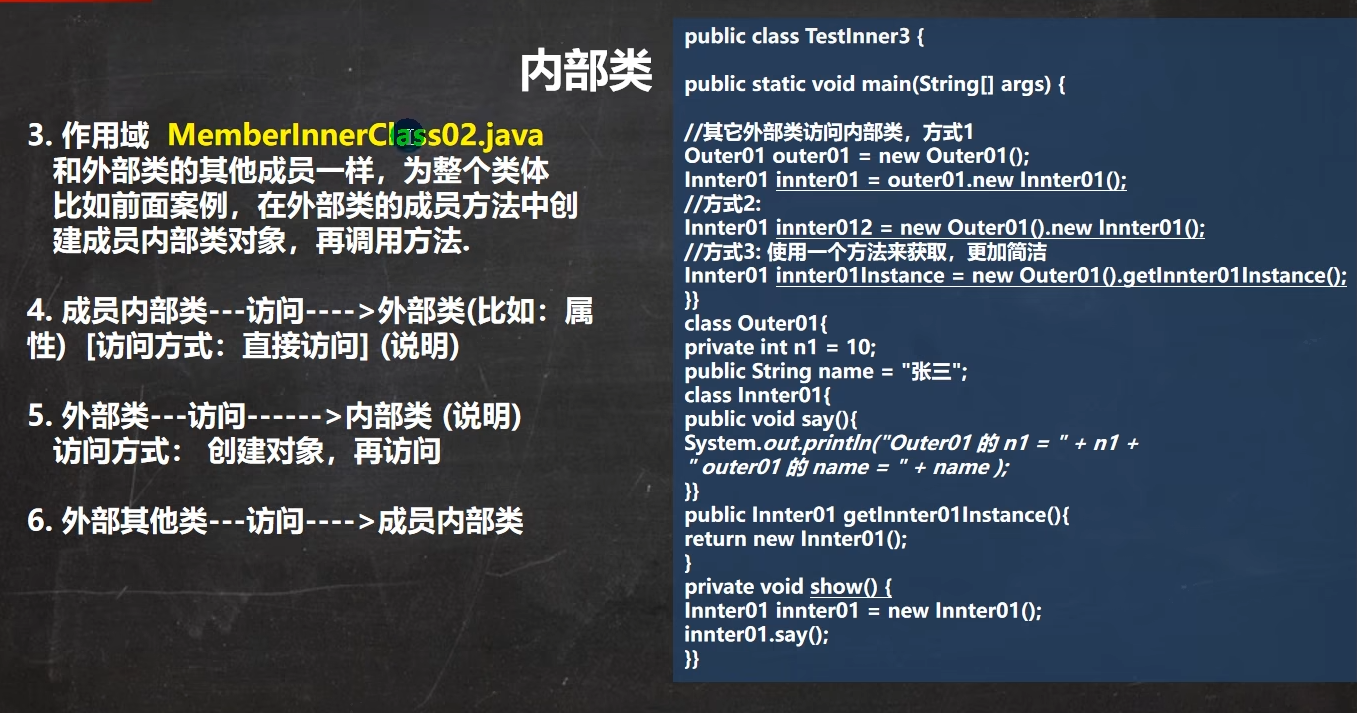 内部类
3. 作用域 MemberInnerClass02.java
和外部类的其他成员一样，为整个类体
比如前面案例，在外部类的成员方法中创
建成员内部类对象，再调用方法.
4. 成员内部类---访问---->外部类(比如：属
性) [访问方式：直接访问] (说明)
5. 外部类---访问------>内部类 (说明)
访问方式： 创建对象，再访问
6. 外部其他类---访问---->成员内部类
public class TestInner3 {
public static void main(String[] args) {
//其它外部类访问内部类，方式1
Outer01 outer01 = new Outer01();
Innter01 innter01 = outer01.new Innter01();
//方式2:
Innter01 innter012 = new Outer01().new Innter01();
//方式3: 使用一个方法来获取，更加简洁
Innter01 innter01Instance = new Outer01().getInnter01Instance();
}}
class Outer01{
private int n1 = 10;
public String name = "张三";
class Innter01{
public void say(){
System.out.println("Outer01 的 n1 = " + n1 +
" outer01 的 name = " + name );
}}
public Innter01 getInnter01Instance(){
return new Innter01();
}
private void show() {
Innter01 innter01 = new Innter01();
innter01.say();
}}